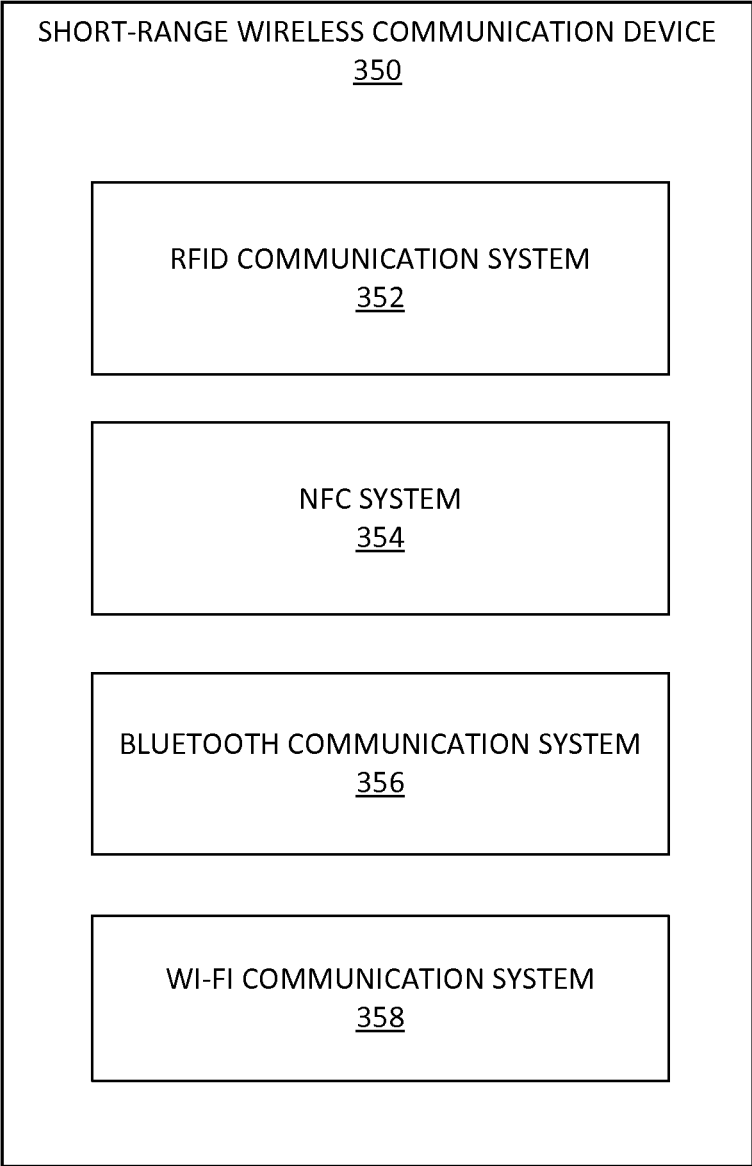 SHORT-RANGE WIRELESS COMMUNICATION DEVICE
350
RFID COMMUNICATION SYSTEM
352
NFC SYSTEM
354
BLUETOOTH COMMUNICATION SYSTEM
356
WI-FI COMMUNICATION SYSTEM
358